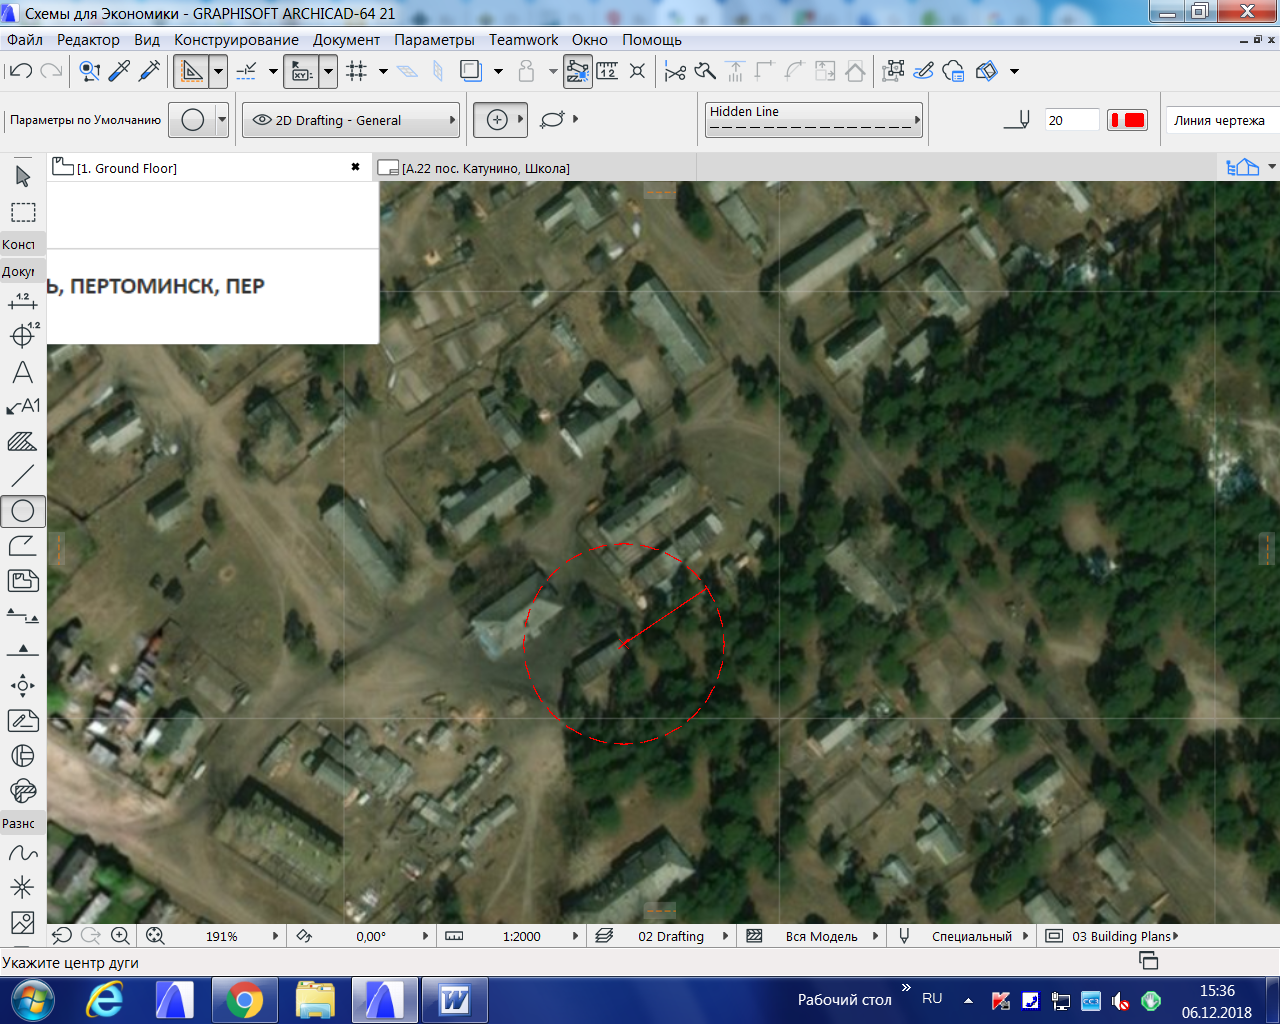 Схемы для Экономики - GRAPHISOFT ARCHICAD-64 21
Файл Редактор Вид Конструирование Документ Параметры Teamwork Окно Помощь
Параметры по Умолчанию
2D Drafting - General
Hidden Line
20
Линия чертежа
[1. Ground Floor]
[А.22 пос. Катунино, Школа]
Конст
Ь, ПЕРТОМИНСК, ПЕР
Разнс
191%
0,00°
1:2000
02 Drafting
Вся Модель
Специальный
03 Building Plans
Укажите центр дуги
Рабочий стол
RU
15:36
06.12.2018